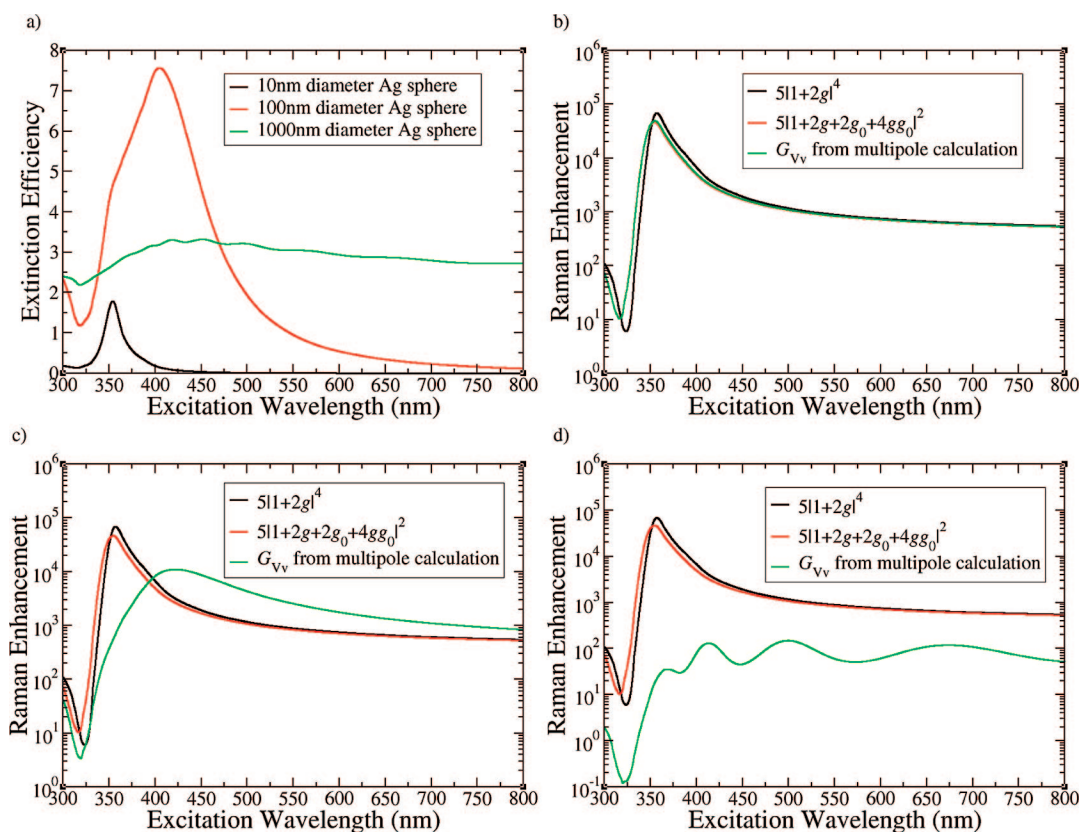 a)
8
7
6
5
4
3
2
1
0
Extinction Efficiency
10nm diameter Ag sphere
100nm diameter Ag sphere
1000nm diameter Ag sphere
300 350 400 450 500 550 600 650 700 750 800
Excitation Wavelength (nm)
b)
10^6
10^5
10^4
10^3
10^2
10^1
10^0
Raman Enhancement
5|1+2g|^4
5|1+2g+2g_0+4gg_0|^2
G_Vv from multipole calculation
300 350 400 450 500 550 600 650 700 750 800
Excitation Wavelength (nm)
c)
10^6
10^5
10^4
10^3
10^2
10^1
10^0
Raman Enhancement
5|1+2g|^4
5|1+2g+2g_0+4gg_0|^2
G_Vv from multipole calculation
300 350 400 450 500 550 600 650 700 750 800
Excitation Wavelength (nm)
d)
10^6
10^5
10^4
10^3
10^2
10^1
10^0
10^-1
Raman Enhancement
5|1+2g|^4
5|1+2g+2g_0+4gg_0|^2
G_Vv from multipole calculation
300 350 400 450 500 550 600 650 700 750 800
Excitation Wavelength (nm)